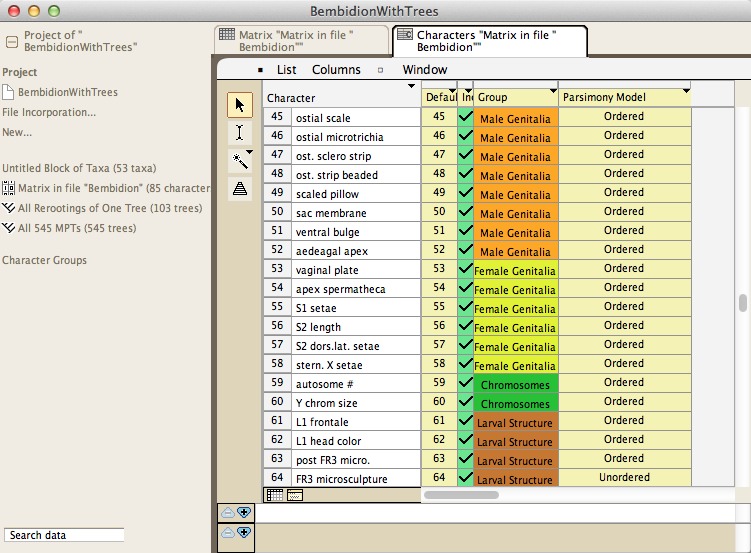 BembidionWithTrees
Project of "
BembidionWithTrees"
Project
BembidionWithTrees
File Incorporation...
New...
Untitled Block of Taxa (53 taxa)
Matrix in file "Bembidion" (85 character
All Rerootings of One Tree (103 trees)
All 545 MPTs (545 trees)
Character Groups
Search data
Matrix "Matrix in file "
Bembidion""
Characters "Matrix in file "
Bembidion""
List Columns Window
Character Defaul In Group Parsimony Model
45 ostial scale 45 Male Genitalia Ordered
46 ostial microtrichia 46 Male Genitalia Ordered
47 ost. sclero strip 47 Male Genitalia Ordered
48 ost. strip beaded 48 Male Genitalia Ordered
49 scaled pillow 49 Male Genitalia Ordered
50 sac membrane 50 Male Genitalia Ordered
51 ventral bulge 51 Male Genitalia Ordered
52 aedeagal apex 52 Male Genitalia Ordered
53 vaginal plate 53 Female Genitalia Ordered
54 apex spermatheca 54 Female Genitalia Ordered
55 S1 setae 55 Female Genitalia Ordered
56 S2 length 56 Female Genitalia Ordered
57 S2 dors.lat. setae 57 Female Genitalia Ordered
58 stern. X setae 58 Female Genitalia Ordered
59 autosome # 59 Chromosomes Ordered
60 Y chrom size 60 Chromosomes Ordered
61 L1 frontale 61 Larval Structure Ordered
62 L1 head color 62 Larval Structure Ordered
63 post FR3 micro. 63 Larval Structure Ordered
64 FR3 microsculpture 64 Larval Structure Unordered